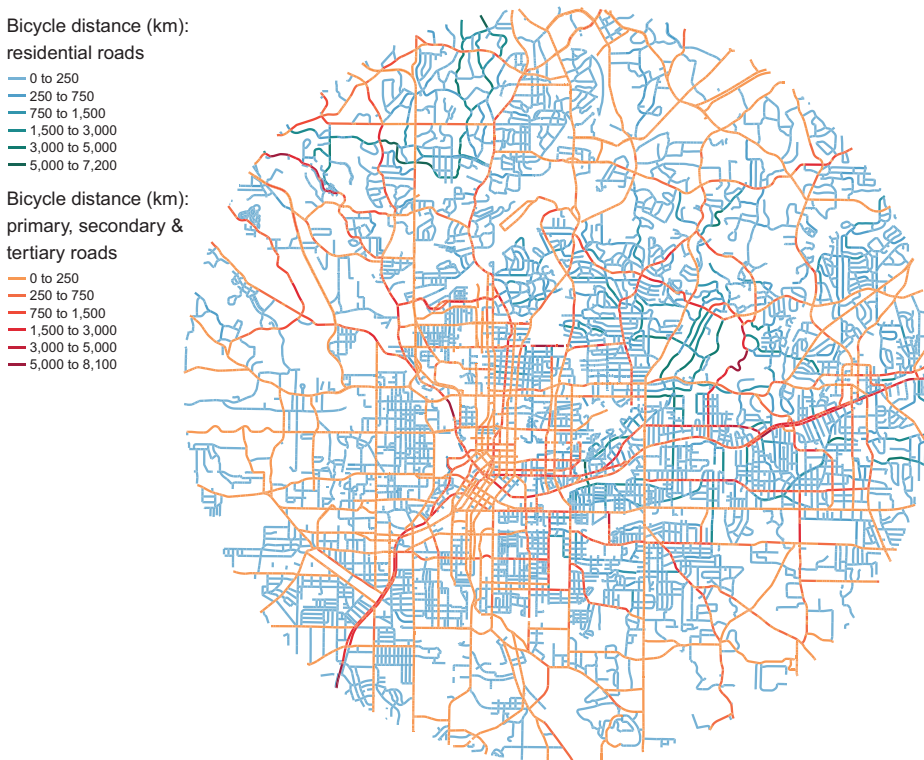 Bicycle distance (km):
residential roads
0 to 250
250 to 750
750 to 1,500
1,500 to 3,000
3,000 to 5,000
5,000 to 7,200
Bicycle distance (km):
primary, secondary &
tertiary roads
0 to 250
250 to 750
750 to 1,500
1,500 to 3,000
3,000 to 5,000
5,000 to 8,100